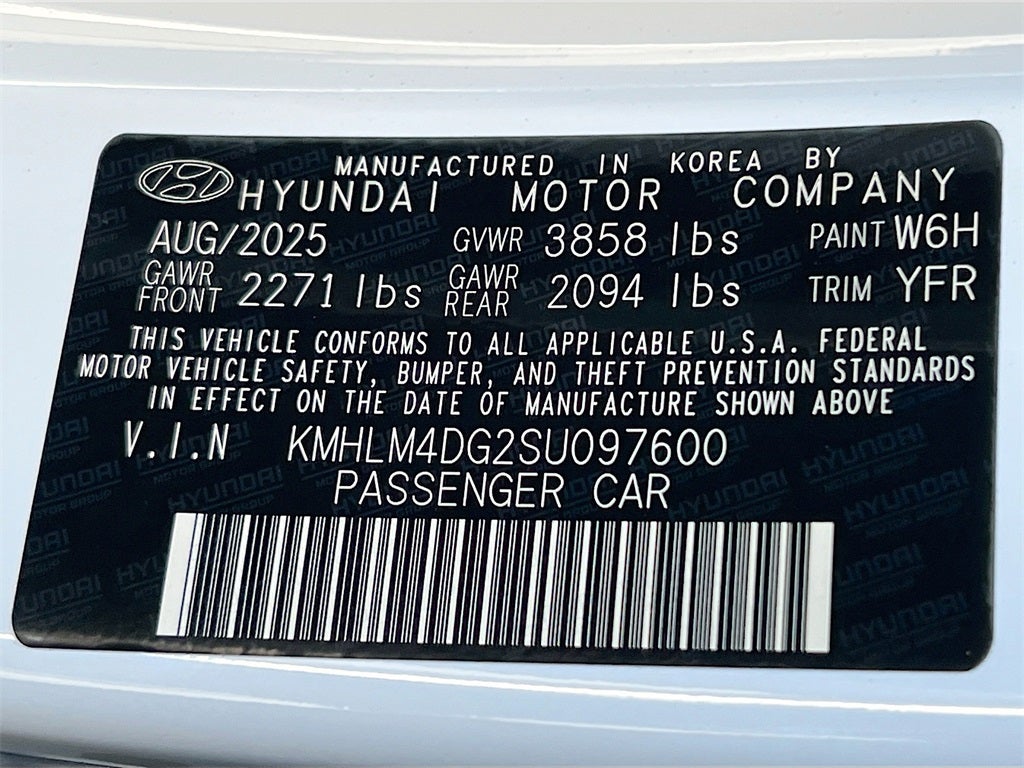 MANUFACTURED IN KOREA BY
HYUNDAI MOTOR COMPANY
AUG/2025 GVWR 3858 lbs PAINT W6H
GAWR FRONT 2271 lbs GAWR REAR 2094 lbs TRIM YFR
THIS VEHICLE CONFORMS TO ALL APPLICABLE U.S.A. FEDERAL
MOTOR VEHICLE SAFETY, BUMPER, AND THEFT PREVENTION STANDARDS
IN EFFECT ON THE DATE OF MANUFACTURE SHOWN ABOVE
V.I.N KMHLM4DG2SU097600
PASSENGER CAR